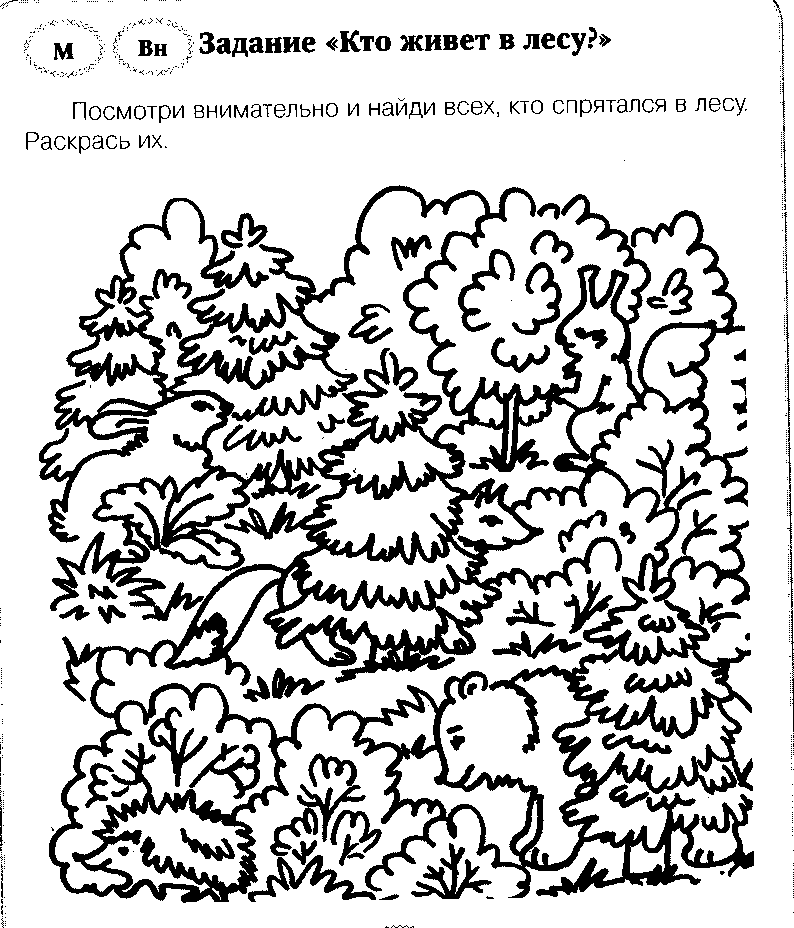 М Вн Задание «Кто живет в лесу?»
Посмотри внимательно и найди всех, кто спрятался в лесу.
Раскрась их.